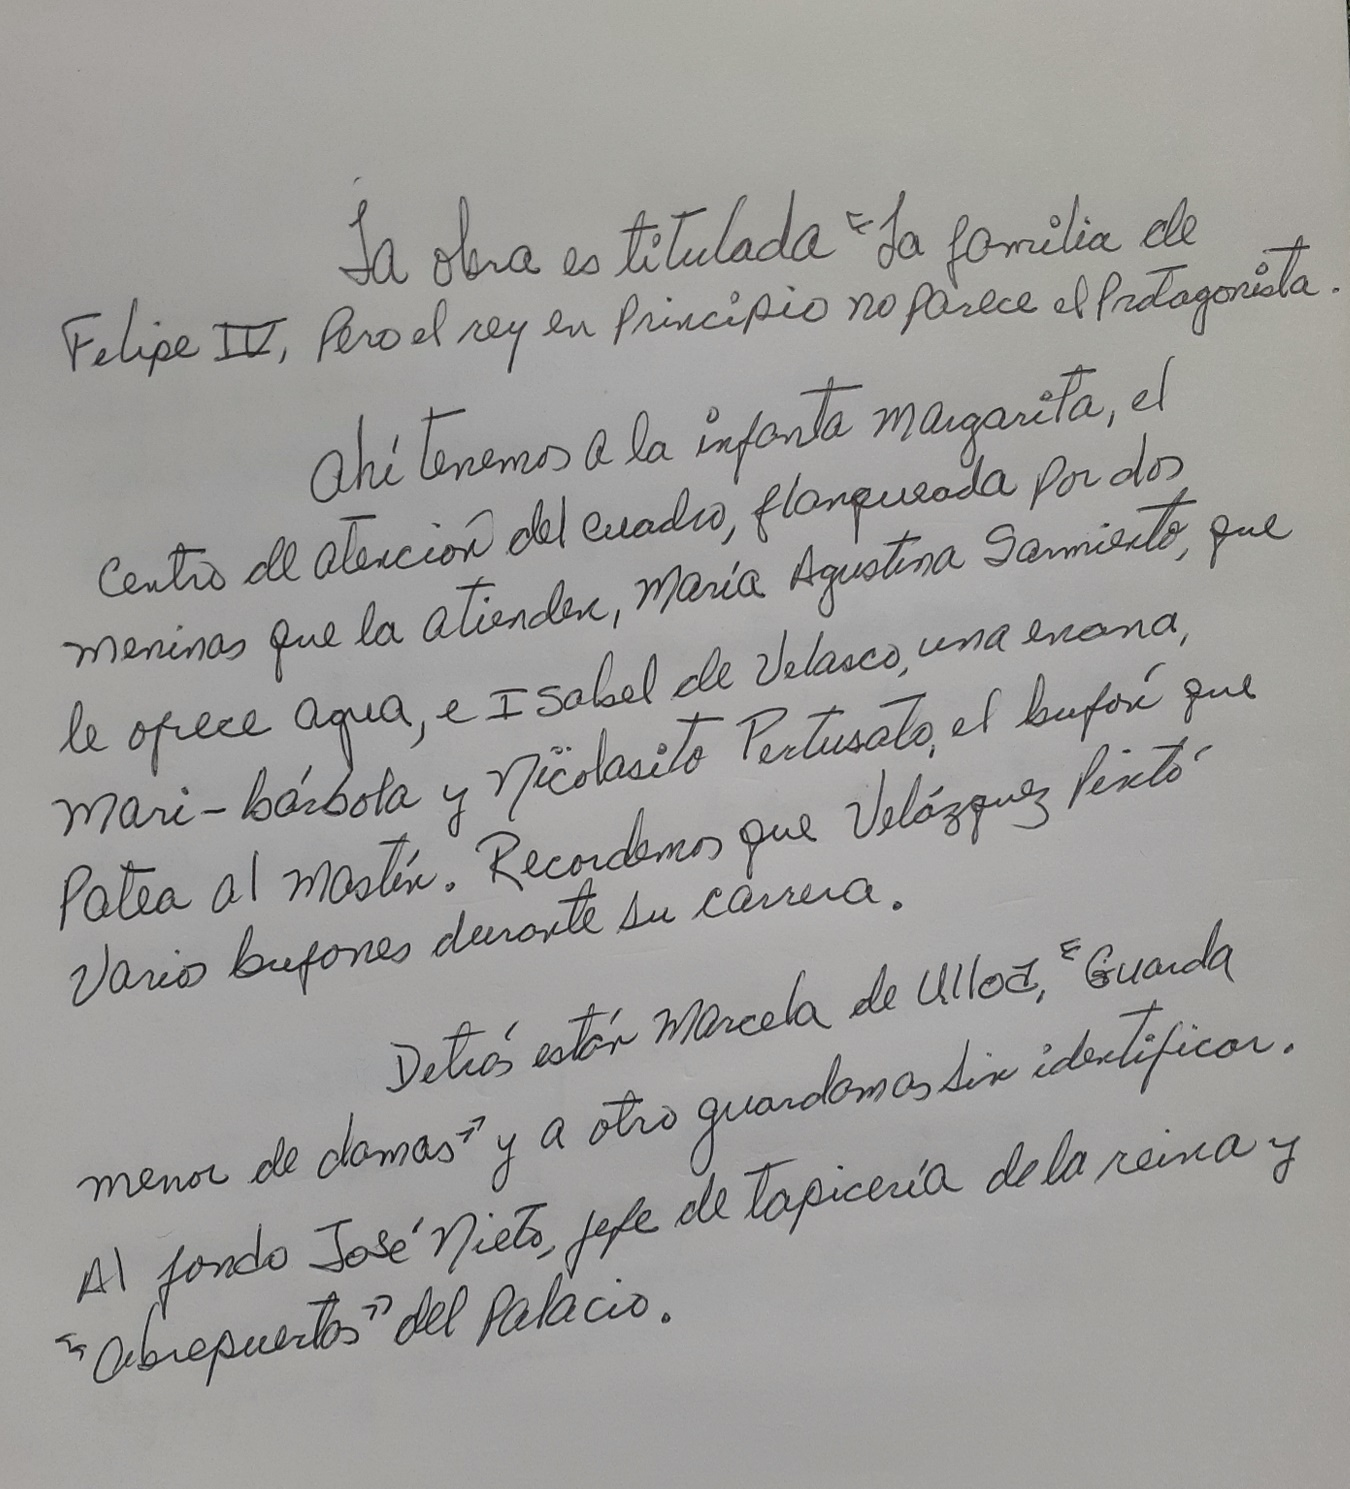 La obra es titulada "La familia de
Felipe IV, Pero el rey en Principio no parece el Protagonista.
Ahí tenemos a la infanta Margarita, el
Centro de atención del cuadro, flanqueada por dos
meninas que la atienden, María Agustina Sarmiento, que
le ofrece agua, e Isabel de Velasco, una enana,
Mari-bárbola y Nicolasito Pertusato, el bufón que
Patea al mastín. Recordemos que Velázquez Pintó
Varios bufones durante su carrera.
Detrás están Marcela de Ulloa, "Guarda
menor de damas" y a otro guardamas sin identificar.
Al fondo José Nieto, jefe de tapicería de la reina y
"abrepuertas" del Palacio.